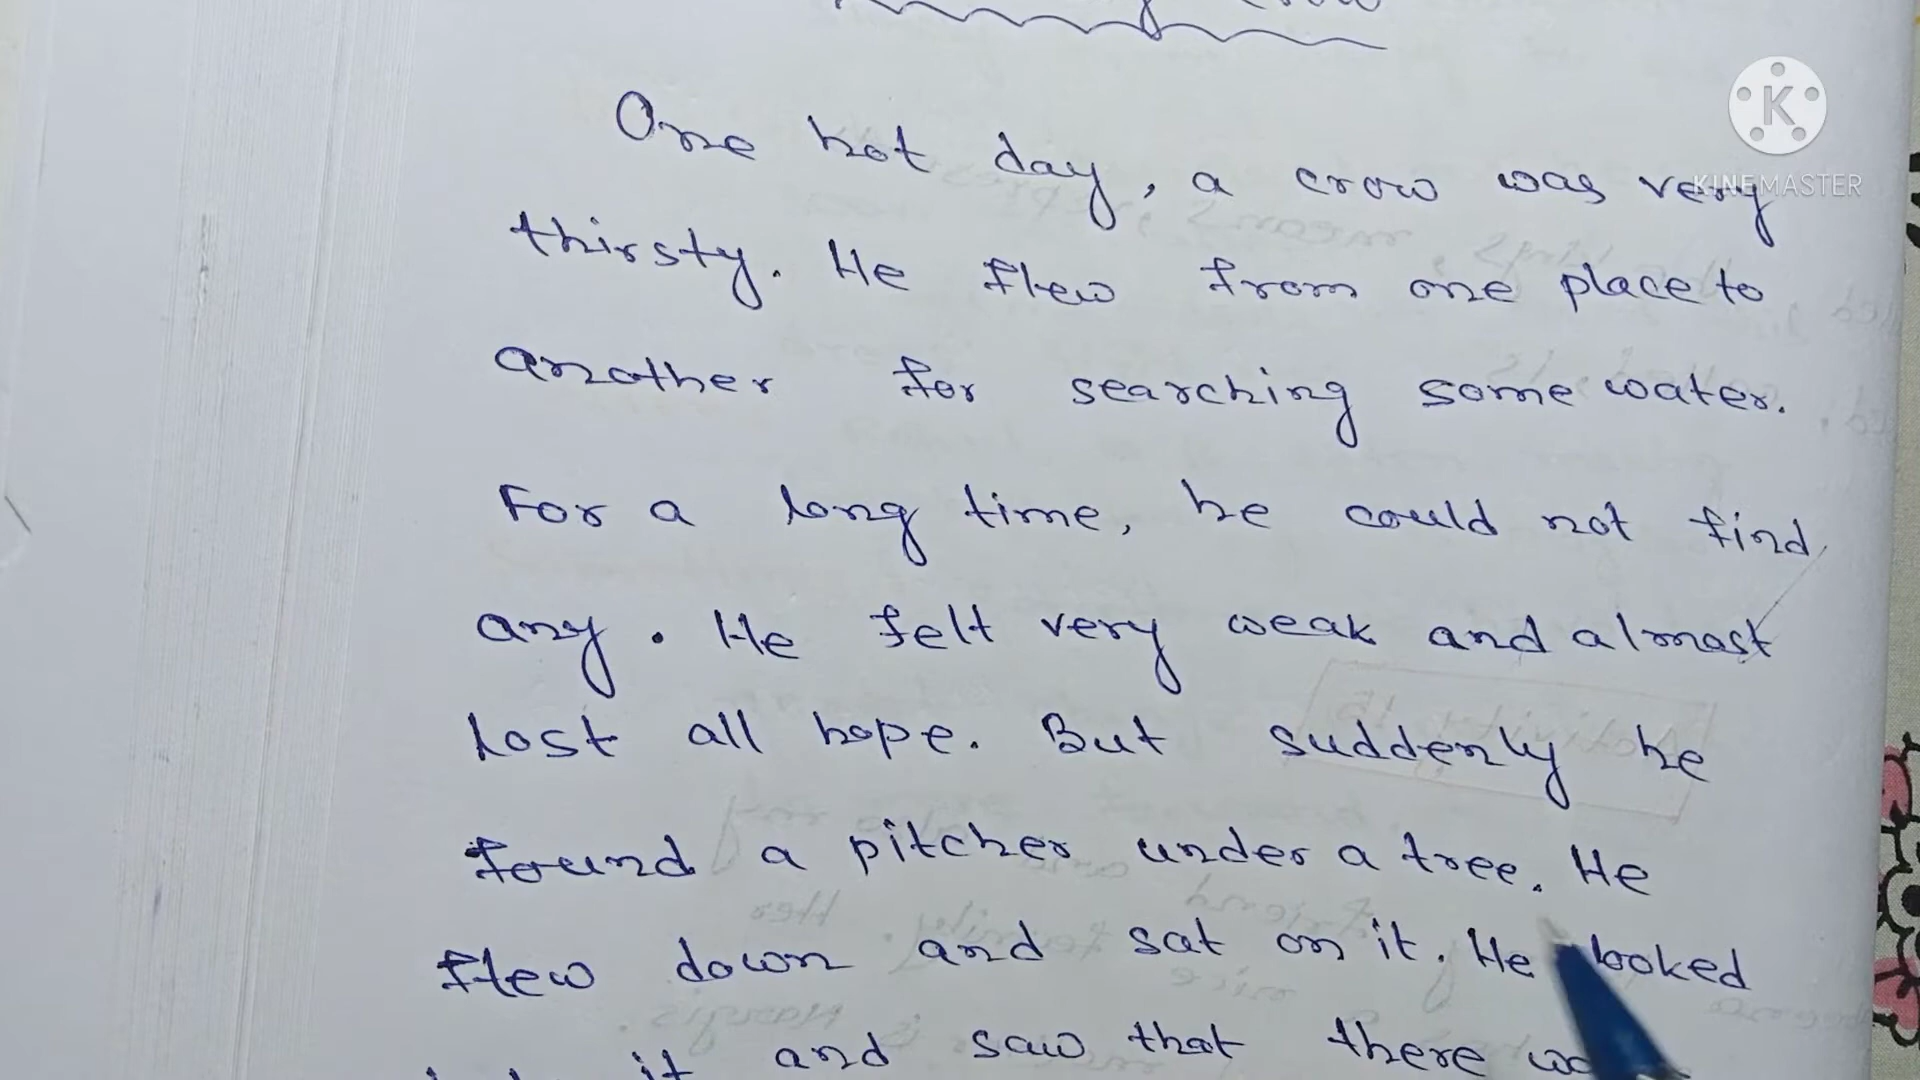 One hot day, a crow was very
thirsty. He flew from one place to
another for searching some water.
For a long time, he could not find
any. He felt very weak and almost
lost all hope. But suddenly he
found a pitcher under a tree. He
flew down and sat on it. He looked
it and saw that there
K
KINEMASTER